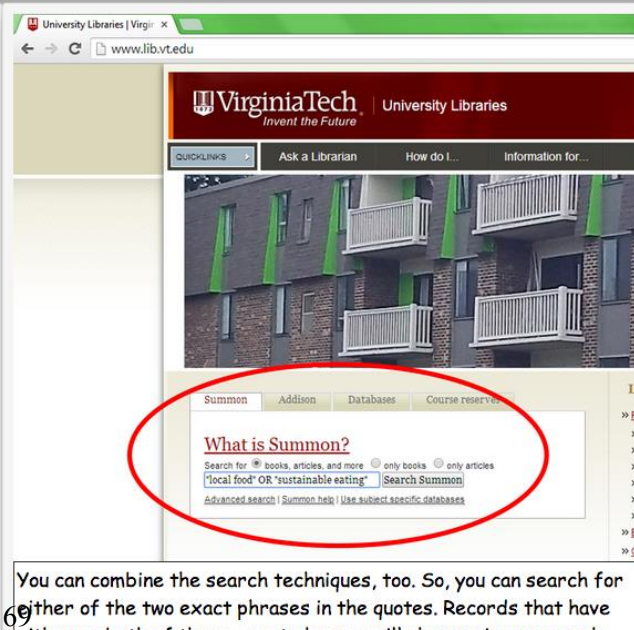 University Libraries | Virgin
www.lib.vt.edu
VirginiaTech
Invent the Future
University Libraries
QUICKLINKS
Ask a Librarian
How do I...
Information for...
Summon
Addison
Databases
Course reserves
What is Summon?
Search for books, articles, and more only books only articles
"local food" OR "sustainable eating" Search Summon
Advanced search | Summon help | Use subject specific databases
You can combine the search techniques, too. So, you can search for
either of the two exact phrases in the quotes. Records that have
69